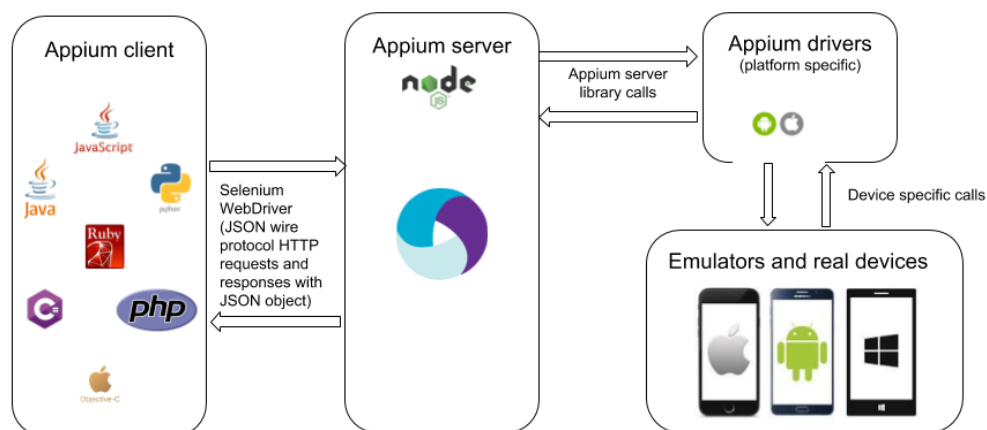 Appium client
JavaScript
Java
python
Ruby
C#
php
Objective-C
Selenium
WebDriver
(JSON wire
protocol HTTP
requests and
responses with
JSON object)
Appium server
node
JS
Appium server
library calls
Appium drivers
(platform specific)
Device specific calls
Emulators and real devices